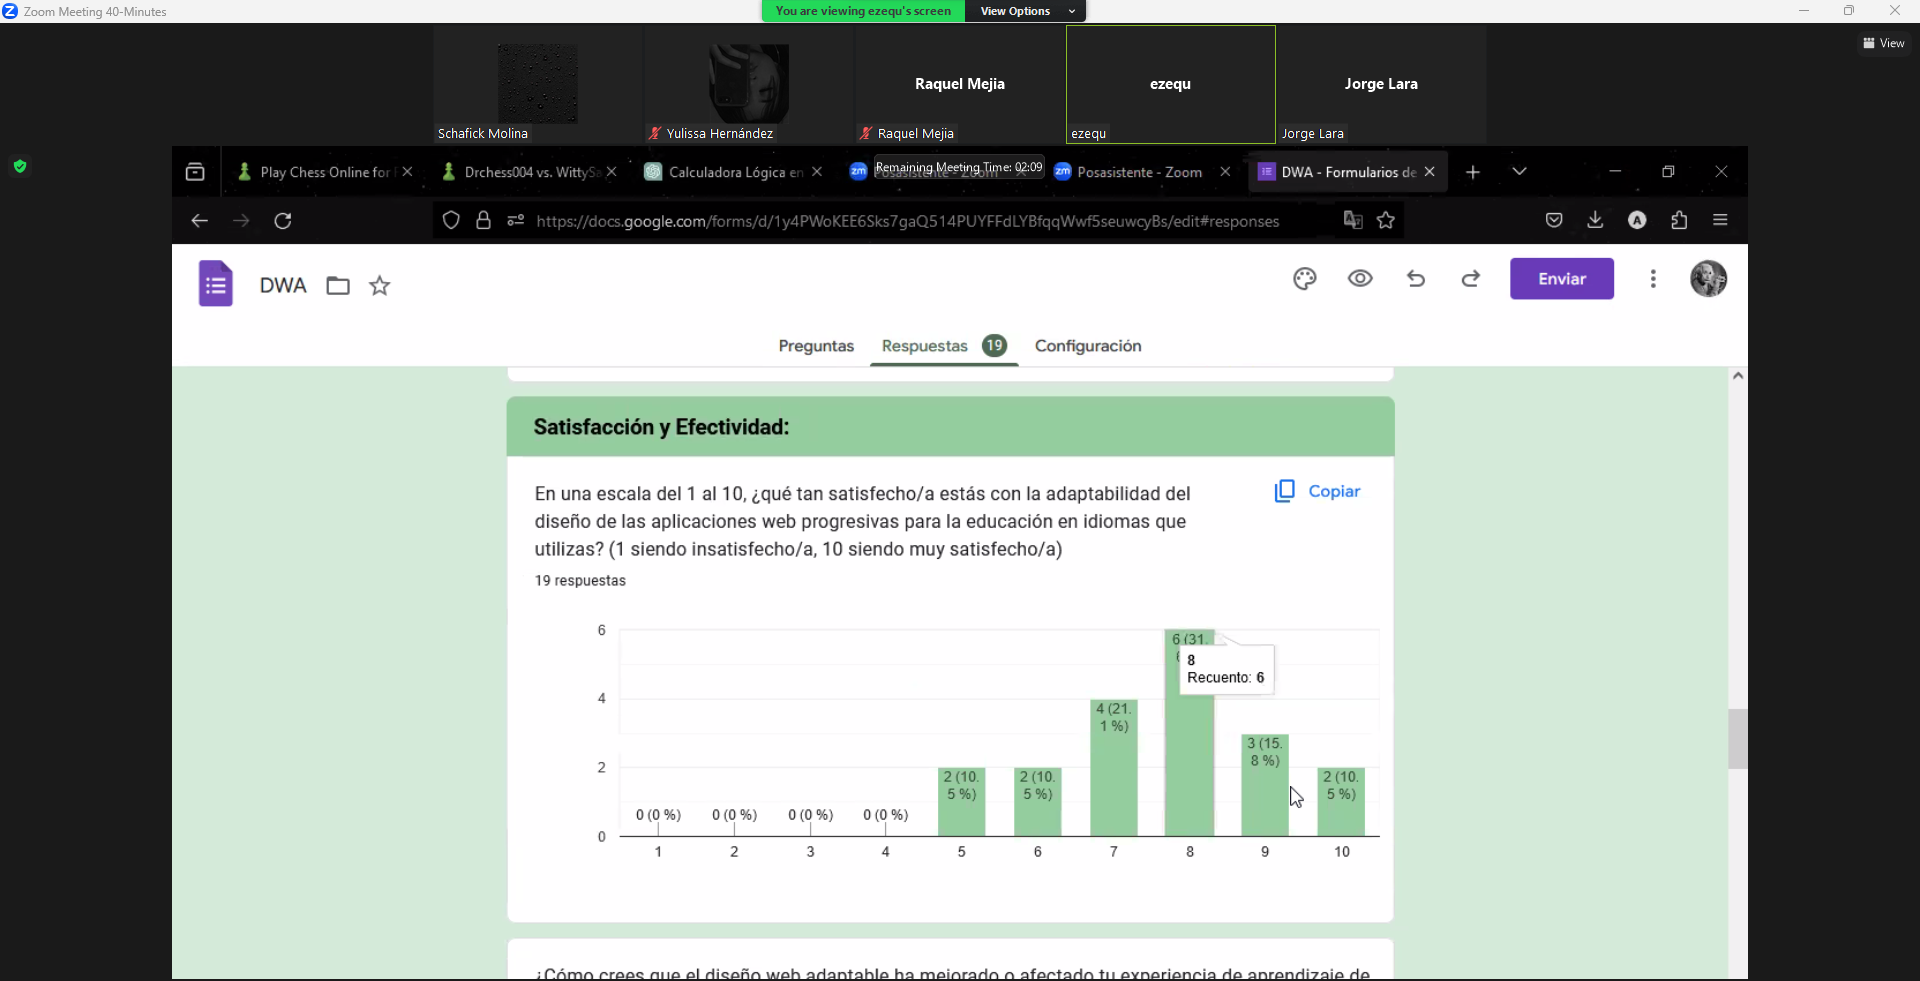 Zoom Meeting 40-Minutes
You are viewing ezequ's screen
View Options
View
Raquel Mejia
ezequ
Jorge Lara
Schafick Molina
Yulissa Hernández
Raquel Mejia
ezequ
Jorge Lara
Play Chess Online for
Drchess004 vs. WittyS
Calculadora Lógica en
Remaining Meeting Time: 02:09
Posasistente - Zoom
DWA - Formularios de
https://docs.google.com/forms/d/1y4PWoKEE6Sks7gaQ514PUYFFdLYBfqqWwf5seuwcyBs/edit#responses
DWA
Enviar
Preguntas
Respuestas 19
Configuración
Satisfacción y Efectividad:
En una escala del 1 al 10, ¿qué tan satisfecho/a estás con la adaptabilidad del
diseño de las aplicaciones web progresivas para la educación en idiomas que
utilizas? (1 siendo insatisfecho/a, 10 siendo muy satisfecho/a)
Copiar
19 respuestas
6
4
2
0
0 (0 %)
0 (0 %)
0 (0 %)
0 (0 %)
2 (10.
5 %)
2 (10.
5 %)
4 (21.
1 %)
6 (31.
8
Recuento: 6
3 (15.
8 %)
2 (10.
5 %)
1 2 3 4 5 6 7 8 9 10
¿Cómo crees que el diseño web adaptable ha mejorado o afectado tu experiencia de aprendizaje de